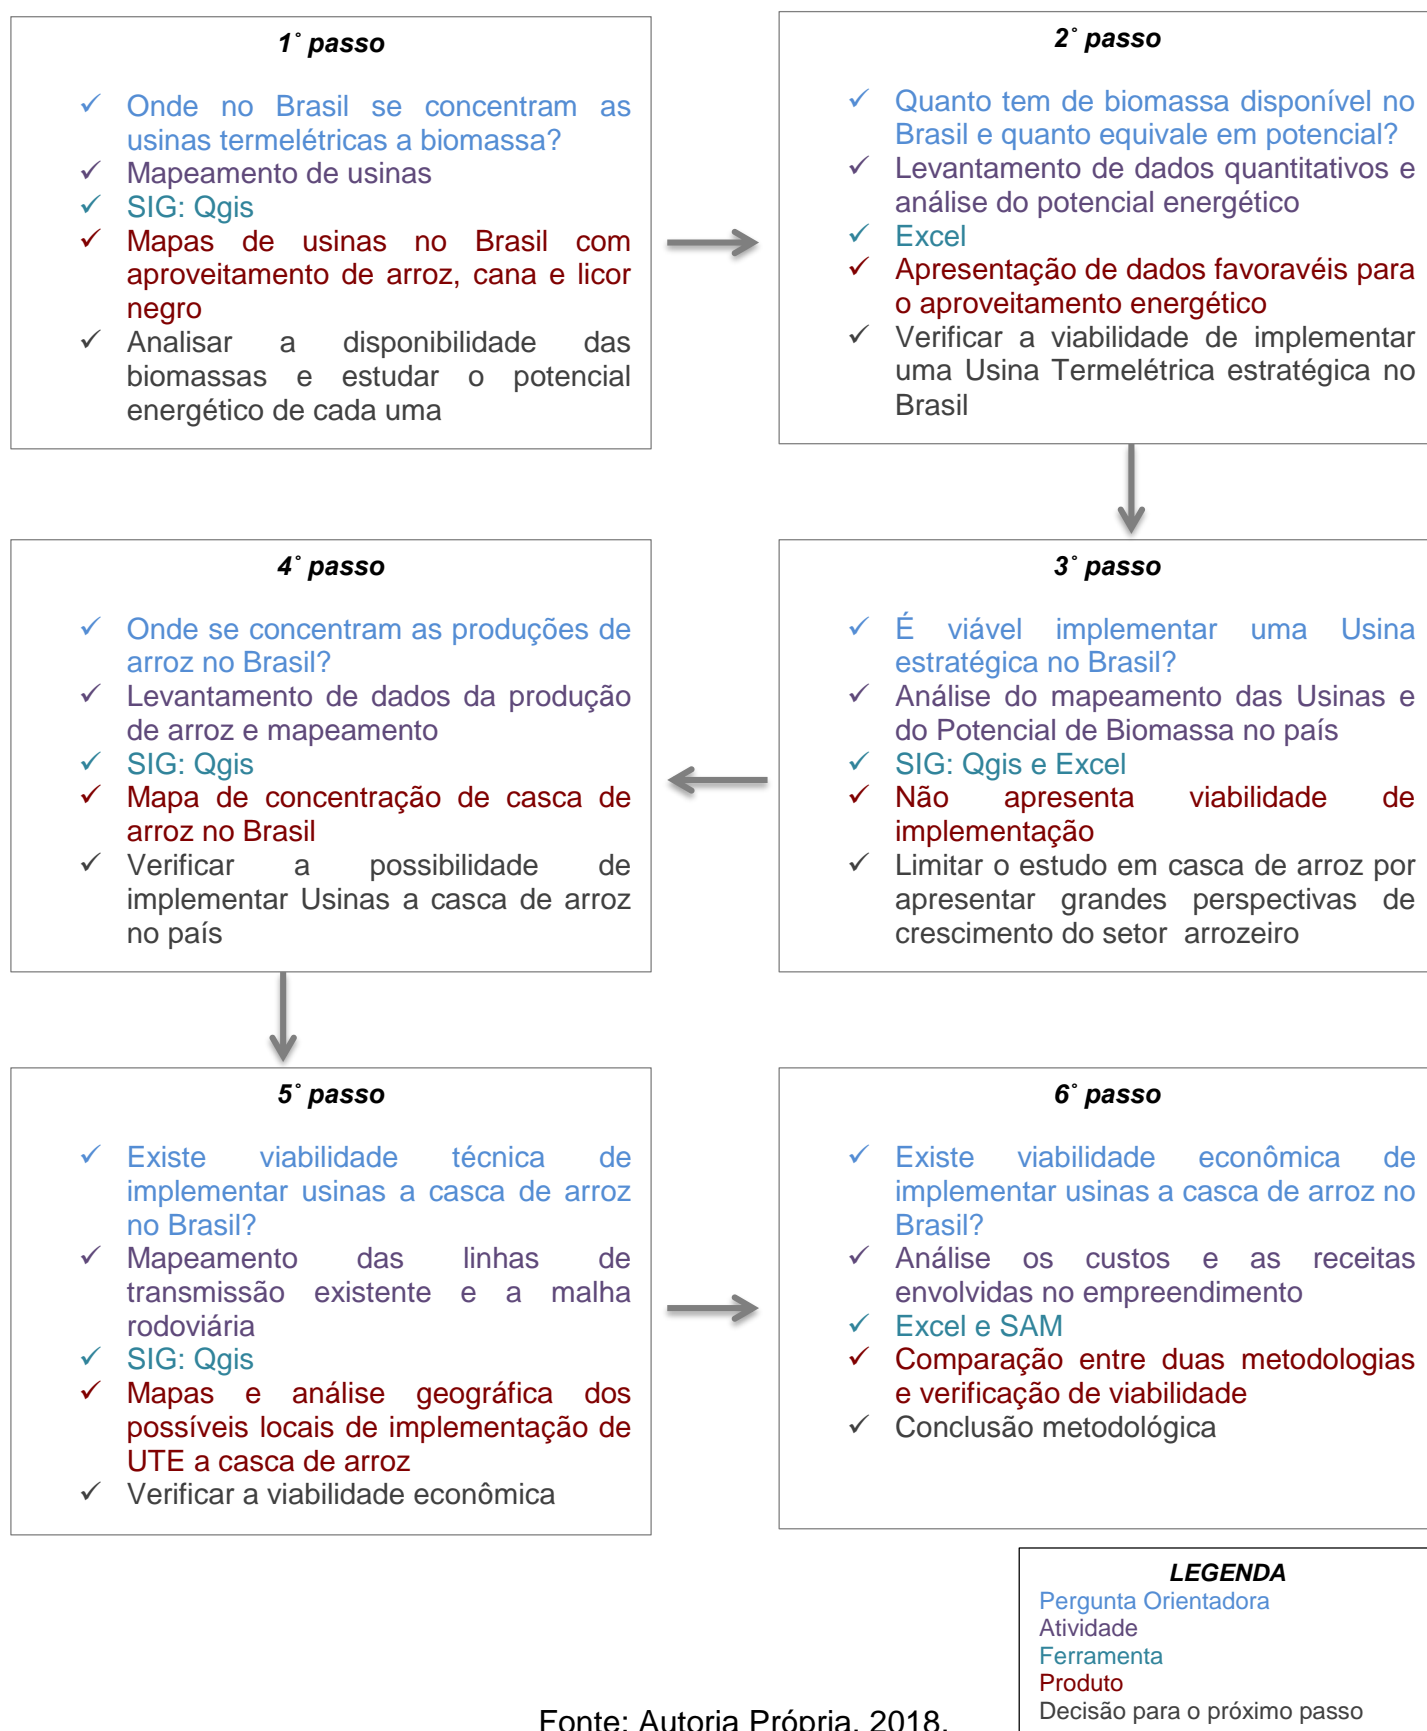 1° passo
Onde no Brasil se concentram as
usinas termelétricas a biomassa?
Mapeamento de usinas
SIG: Qgis
Mapas de usinas no Brasil com
aproveitamento de arroz, cana e licor
negro
Analisar a disponibilidade das
biomassas e estudar o potencial
energético de cada uma
2° passo
Quanto tem de biomassa disponível no
Brasil e quanto equivale em potencial?
Levantamento de dados quantitativos e
análise do potencial energético
Excel
Apresentação de dados favoravéis para
o aproveitamento energético
Verificar a viabilidade de implementar
uma Usina Termelétrica estratégica no
Brasil
3° passo
É viável implementar uma Usina
estratégica no Brasil?
Análise do mapeamento das Usinas e
do Potencial de Biomassa no país
SIG: Qgis e Excel
Não apresenta viabilidade de
implementação
Limitar o estudo em casca de arroz por
apresentar grandes perspectivas de
crescimento do setor arrozeiro
4° passo
Onde se concentram as produções de
arroz no Brasil?
Levantamento de dados da produção
de arroz e mapeamento
SIG: Qgis
Mapa de concentração de casca de
arroz no Brasil
Verificar a possibilidade de
implementar Usinas a casca de arroz
no país
5° passo
Existe viabilidade técnica de
implementar usinas a casca de arroz
no Brasil?
Mapeamento das linhas de
transmissão existente e a malha
rodoviária
SIG: Qgis
Mapas e análise geográfica dos
possíveis locais de implementação de
UTE a casca de arroz
Verificar a viabilidade econômica
6° passo
Existe viabilidade econômica de
implementar usinas a casca de arroz no
Brasil?
Análise os custos e as receitas
envolvidas no empreendimento
Excel e SAM
Comparação entre duas metodologias
e verificação de viabilidade
Conclusão metodológica
LEGENDA
Pergunta Orientadora
Atividade
Ferramenta
Produto
Decisão para o próximo passo
Fonte: Autoria Própria, 2018.